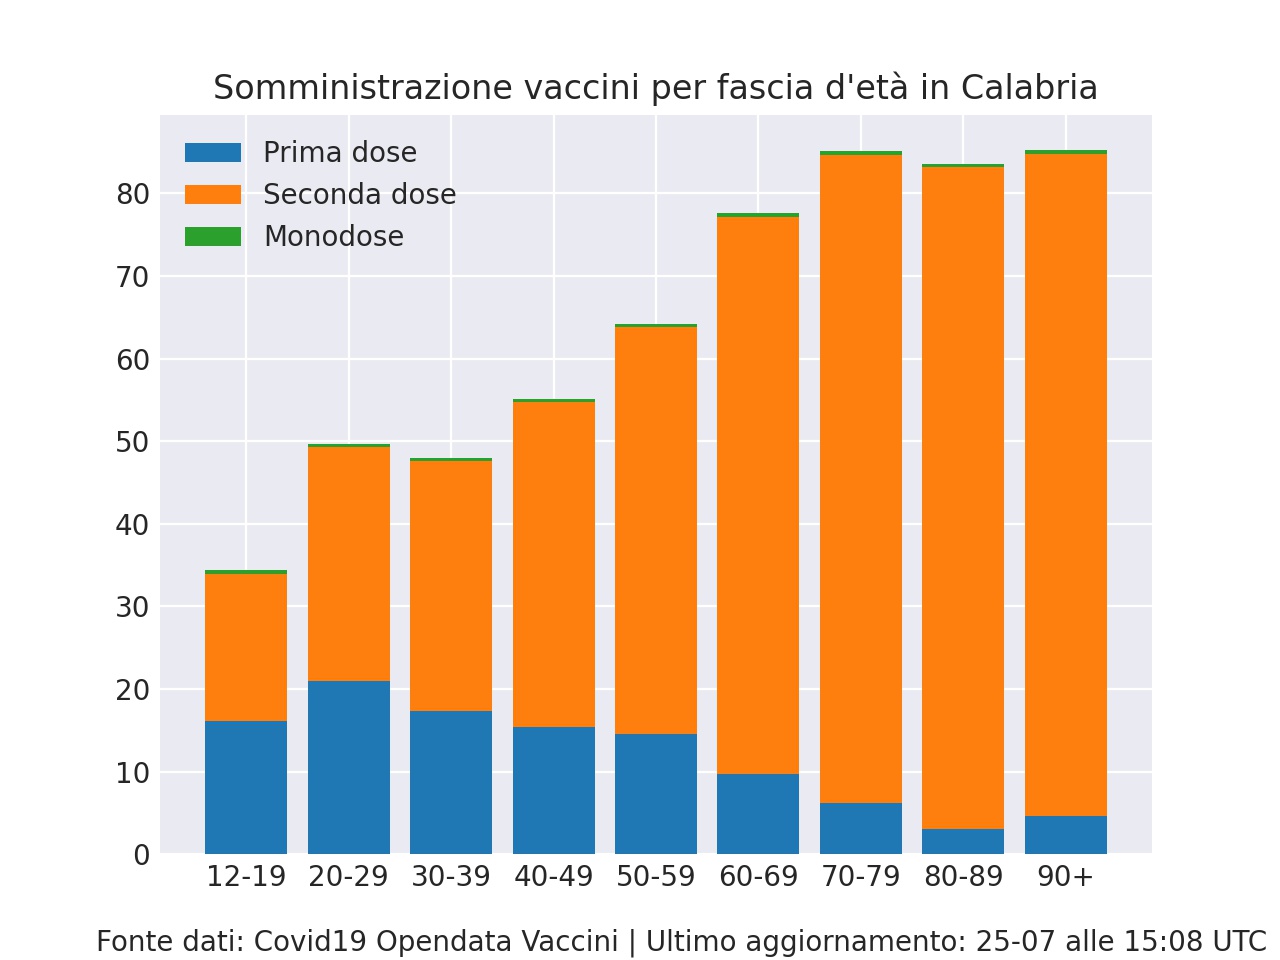 Somministrazione vaccini per fascia d'età in Calabria
Prima dose
Seconda dose
Monodose
80
70
60
50
40
30
20
10
0
12-19 20-29 30-39 40-49 50-59 60-69 70-79 80-89 90+
Fonte dati: Covid19 Opendata Vaccini | Ultimo aggiornamento: 25-07 alle 15:08 UTC